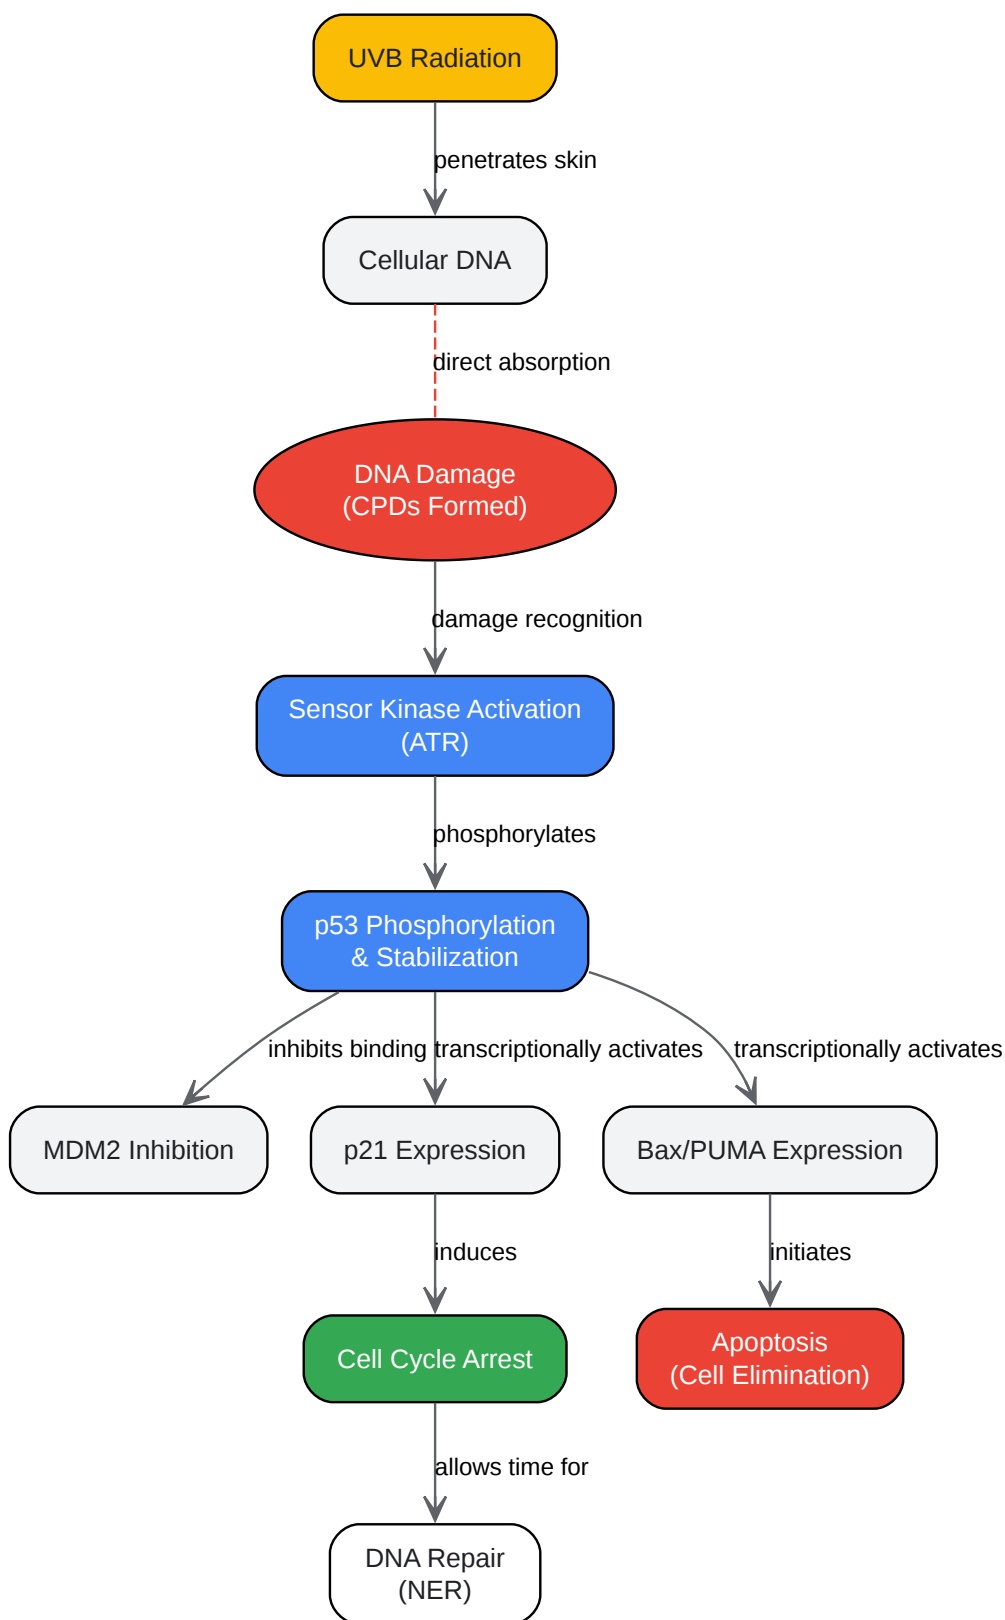 UVB Radiation
penetrates skin
Cellular DNA
direct absorption
DNA Damage
(CPDs Formed)
damage recognition
Sensor Kinase Activation
(ATR)
phosphorylates
p53 Phosphorylation
& Stabilization
inhibits binding
transcriptionally activates
transcriptionally activates
MDM2 Inhibition
p21 Expression
Bax/PUMA Expression
induces
initiates
Cell Cycle Arrest
Apoptosis
(Cell Elimination)
allows time for
DNA Repair
(NER)